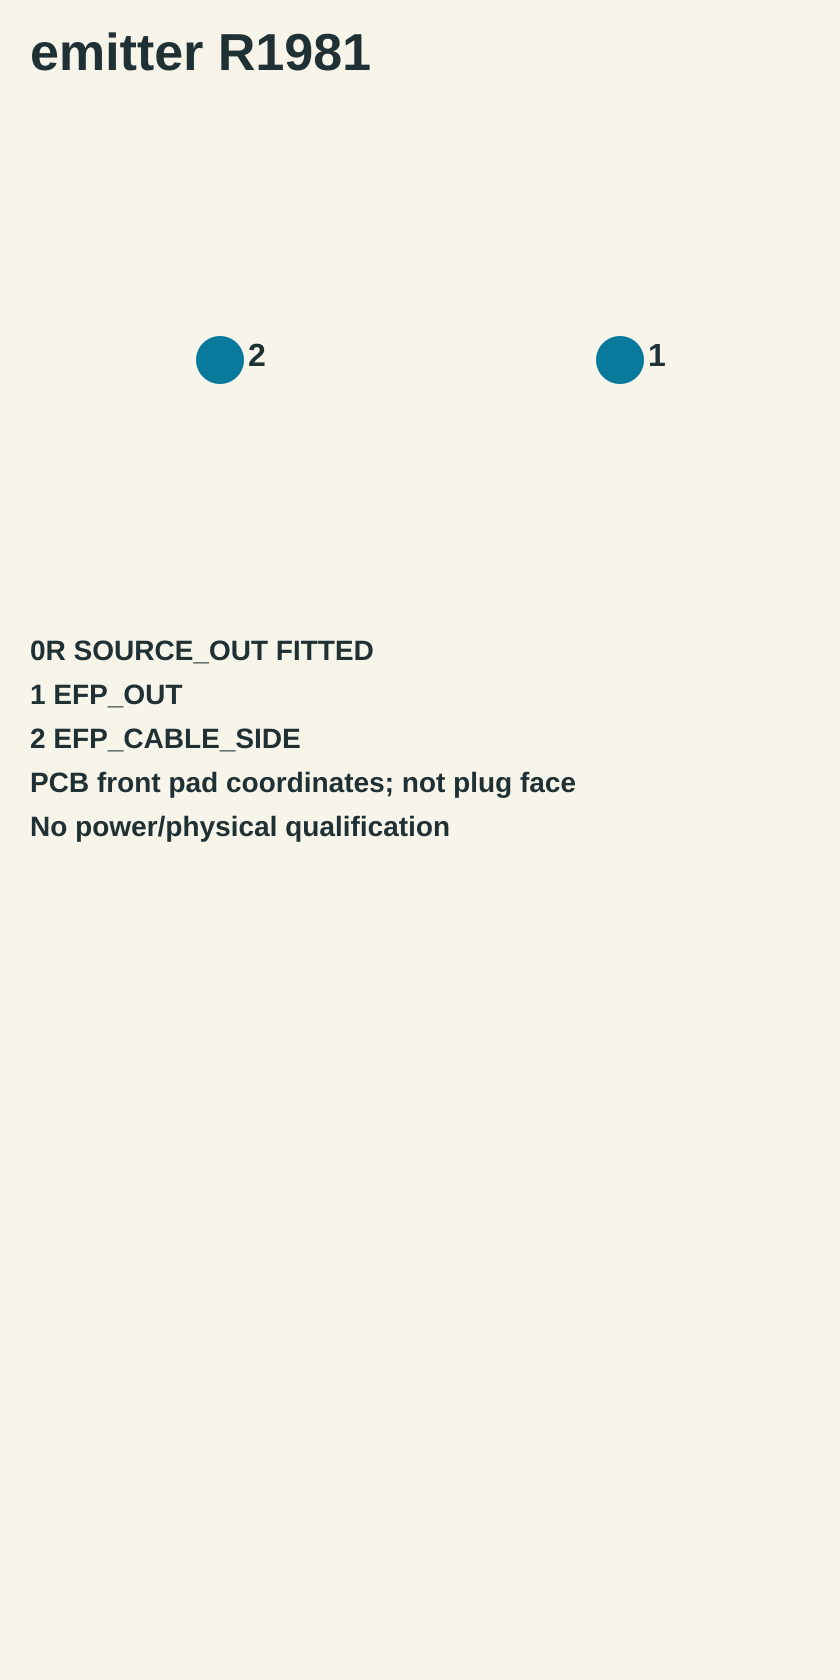 emitter R1981
2
1
0R SOURCE_OUT FITTED
1 EFP_OUT
2 EFP_CABLE_SIDE
PCB front pad coordinates; not plug face
No power/physical qualification